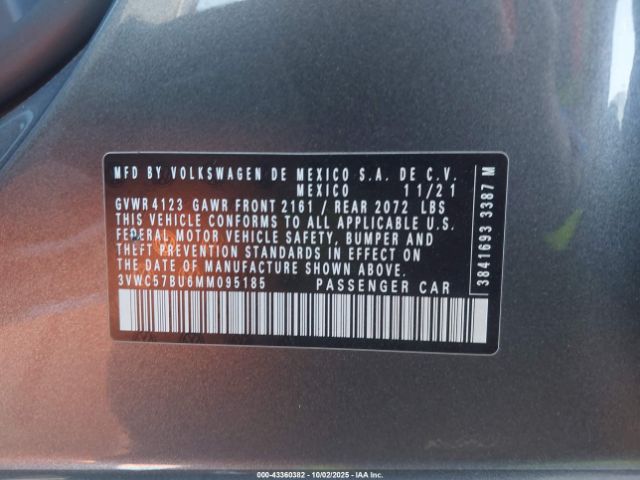 MFD BY VOLKSWAGEN DE MEXICO S.A. DE C.V.
MEXICO 11/21
GVWR 4123 GAWR FRONT 2161 / REAR 2072 LBS
THIS VEHICLE CONFORMS TO ALL APPLICABLE U.S.
FEDERAL MOTOR VEHICLE SAFETY, BUMPER AND
THEFT PREVENTION STANDARDS IN EFFECT ON
THE DATE OF MANUFACTURE SHOWN ABOVE.
3VWC57BU6MM095185 PASSENGER CAR
3841693 3387 M
000-43360382 - 10/02/2025 - IAAI.com